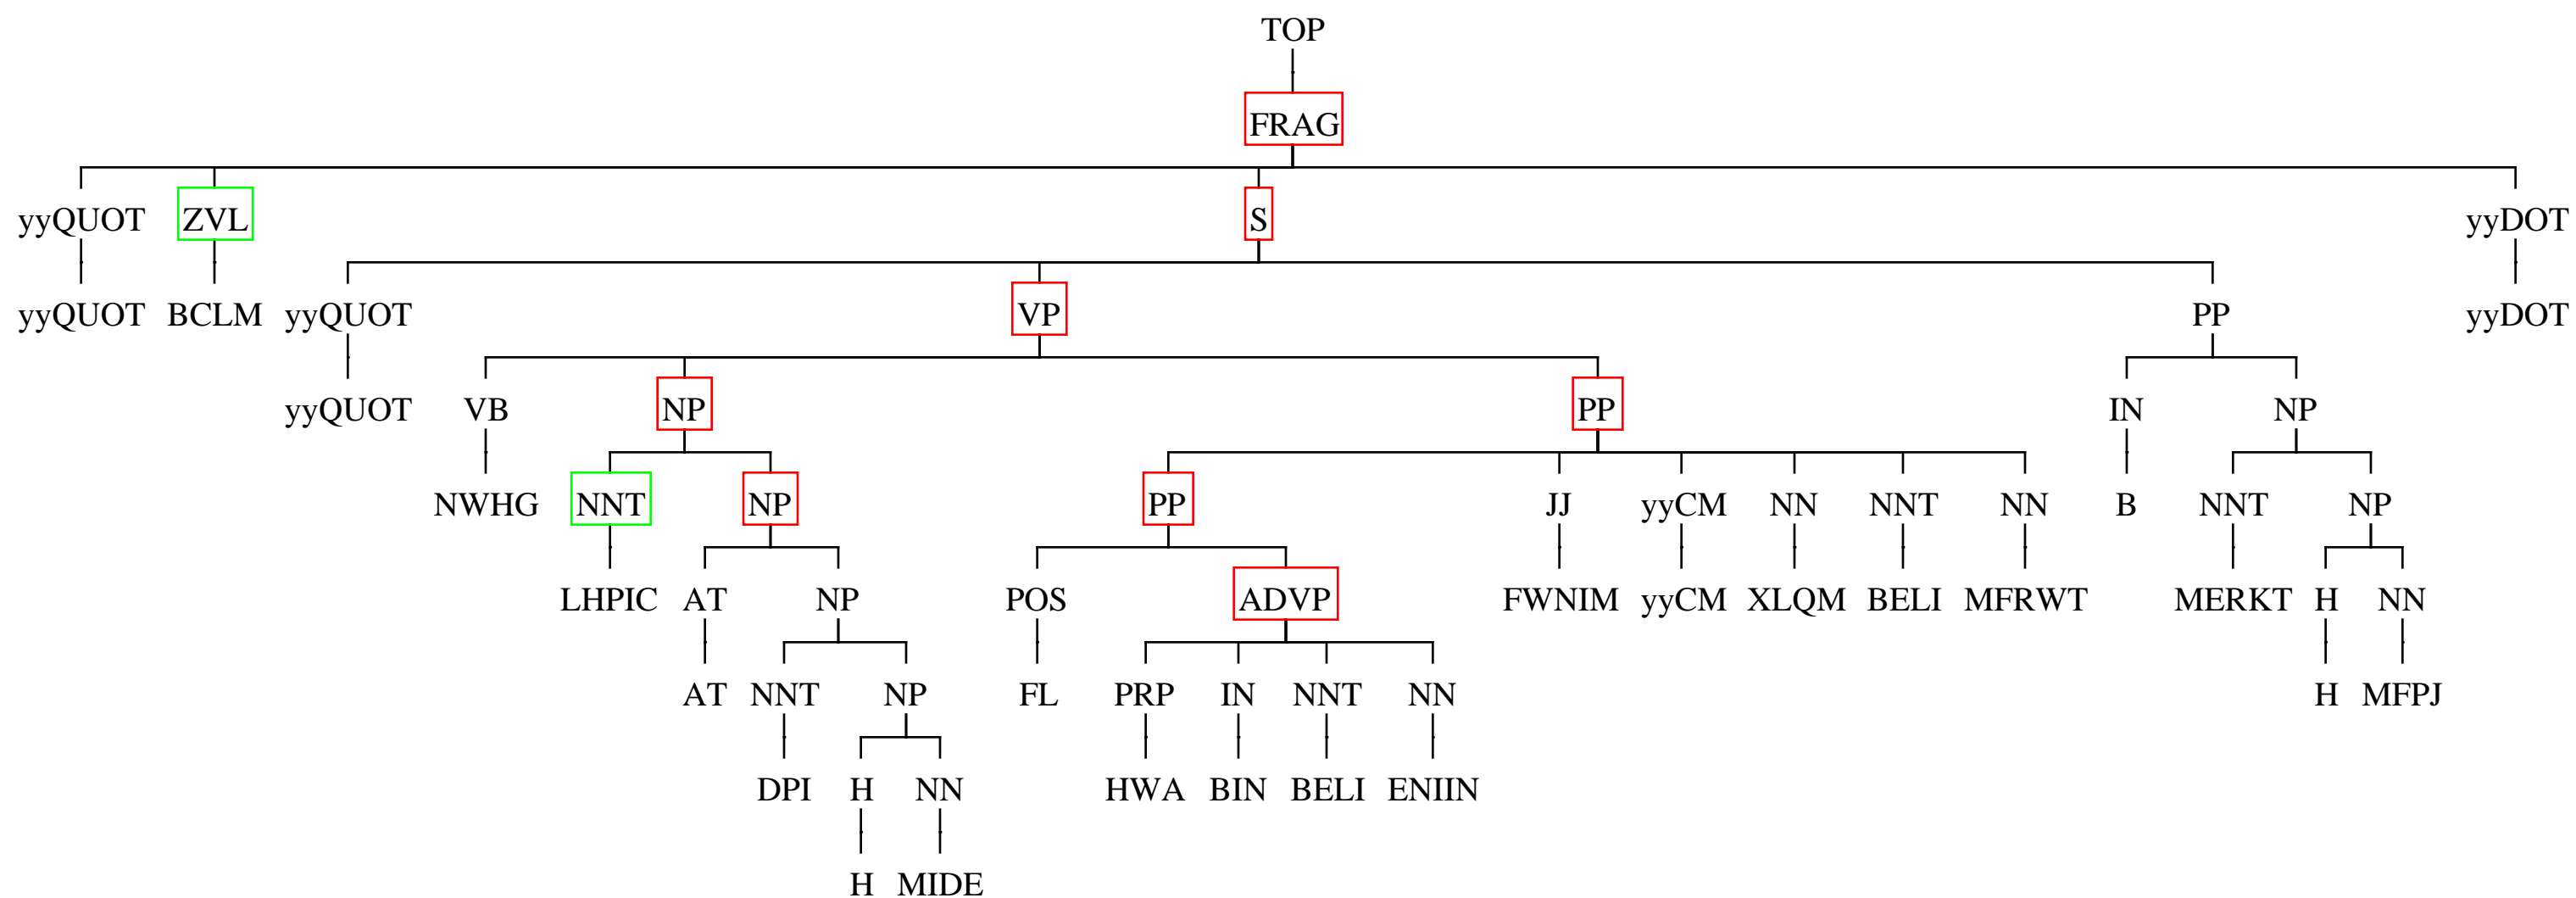 TOP
FRAG
yyQUOT ZVL S yyDOT
yyQUOT BCLM yyQUOT VP PP yyDOT
yyQUOT VB NP PP IN NP
NWHG NNT NP PP JJ yyCM NN NNT NN B NNT NP
LHPIC AT NP POS ADVP FWNIM yyCM XLQM BELI MFRWT MERKT H NN
AT NNT NP FL PRP IN NNT NN H MFPJ
DPI H NN HWA BIN BELI ENIIN
H MIDE